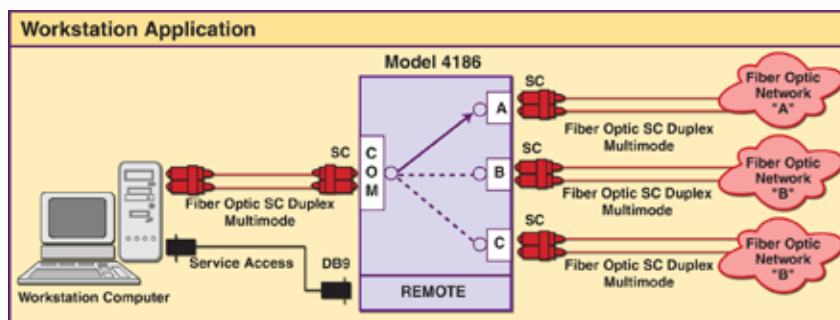 Workstation Application
Model 4186
SC
Fiber Optic
Network
"A"
A
Fiber Optic SC Duplex
Multimode
SC
COM
SC
Fiber Optic
Network
"B"
B
Fiber Optic SC Duplex
Multimode
Fiber Optic SC Duplex
Multimode
SC
Fiber Optic
Network
"B"
C
Fiber Optic SC Duplex
Multimode
Service Access
DB9
REMOTE
Workstation Computer